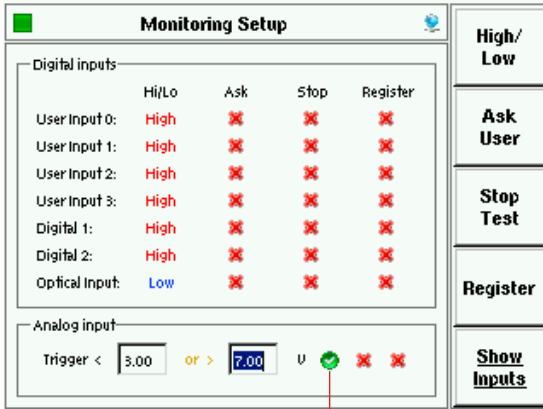 Monitoring Setup
High/
Low
Digital inputs
Hi/Lo Ask Stop Register
User Input 0: High
User Input 1: High
User Input 2: High
User Input 3: High
Digital 1: High
Digital 2: High
Optical Input: Low
Ask
User
Stop
Test
Register
Analog input
Trigger < 3.00 or > 7.00 V
Show
Inputs